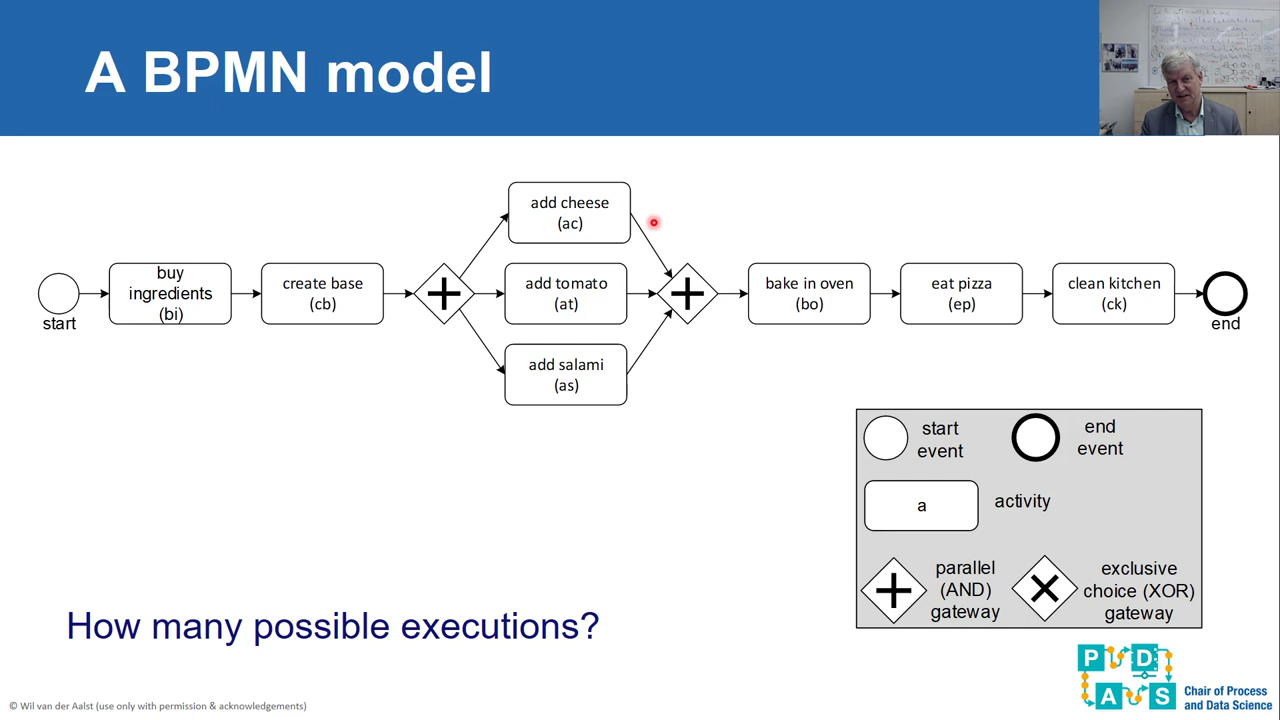 A BPMN model
add cheese
(ac)
buy
ingredients
(bi)
create base
(cb)
add tomato
(at)
bake in oven
(bo)
eat pizza
(ep)
clean kitchen
(ck)
start
end
add salami
(as)
start
event
end
event
a
activity
parallel
(AND)
gateway
exclusive
choice (XOR)
gateway
How many possible executions?
P D
A S
Chair of Process
and Data Science
© Wil van der Aalst (use only with permission & acknowledgements)